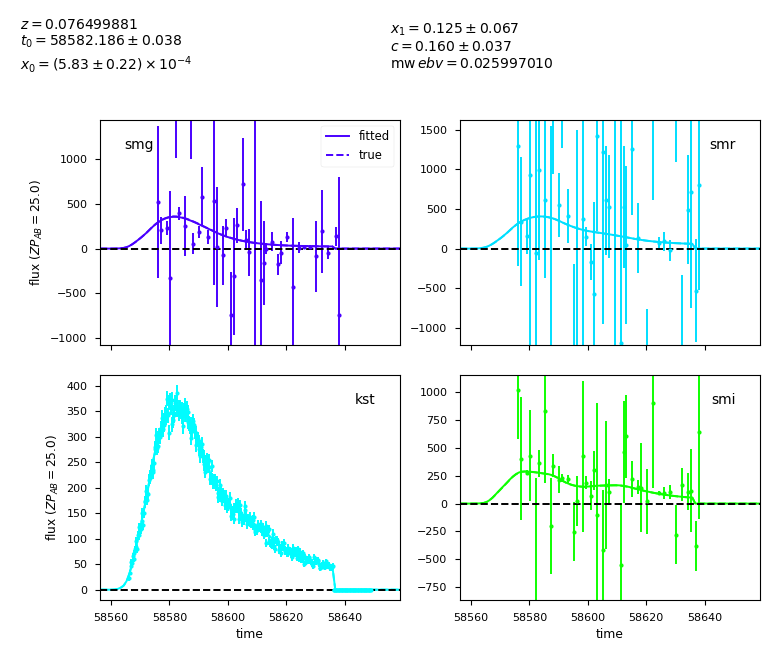 z = 0.076499881
t₀ = 58582.186 ± 0.038
x₀ = (5.83 ± 0.22) × 10⁻⁴
x₁ = 0.125 ± 0.067
c = 0.160 ± 0.037
mw ebv = 0.025997010
smg
fitted
true
1000
500
0
−500
−1000
flux (ZP_AB = 25.0)
smr
1500
1000
500
0
−500
−1000
kst
400
350
300
250
200
150
100
50
0
flux (ZP_AB = 25.0)
58560 58580 58600 58620 58640
time
smi
1000
750
500
250
0
−250
−500
−750
58560 58580 58600 58620 58640
time